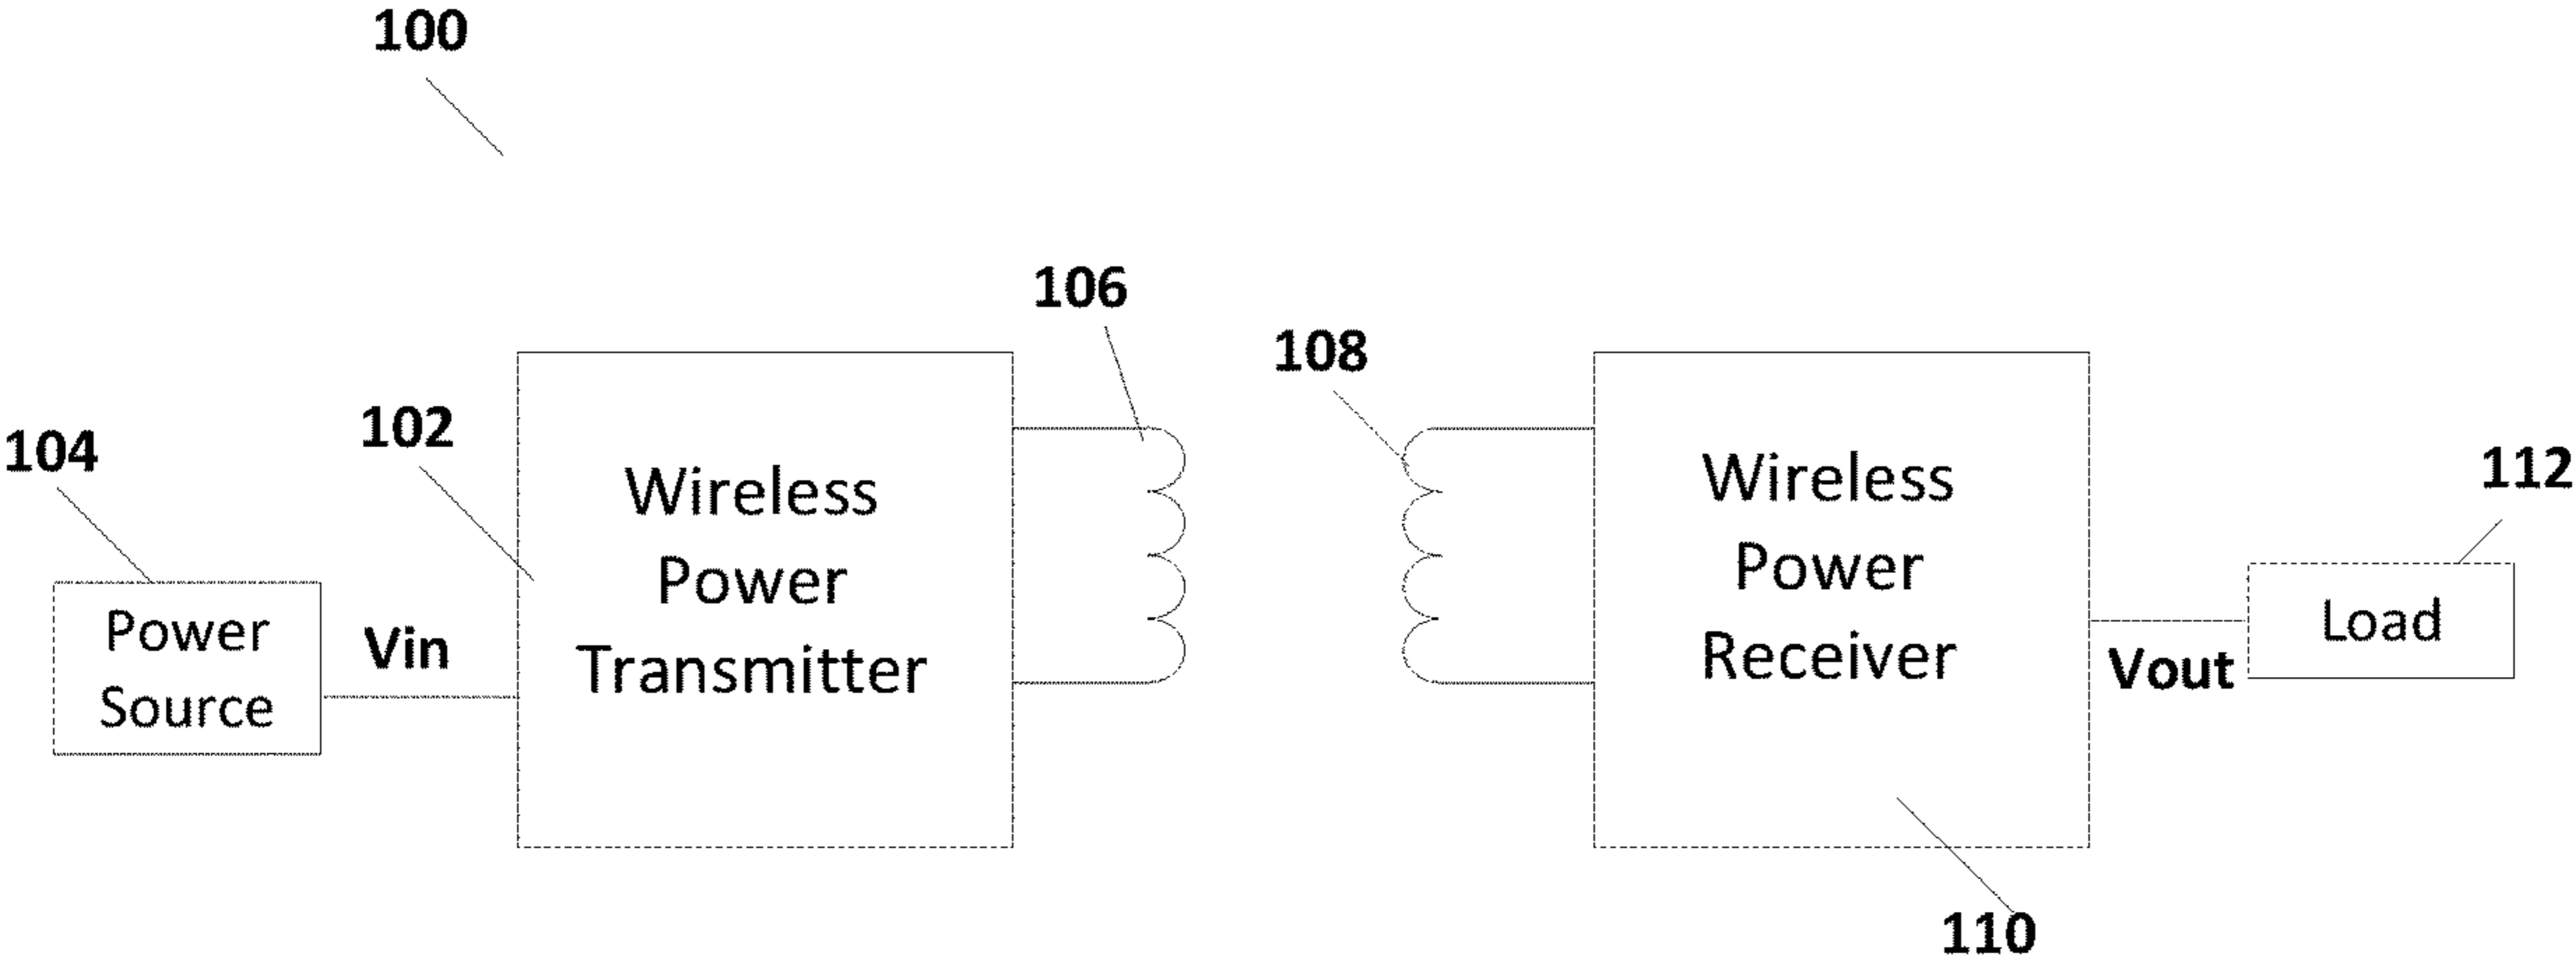 100
106
108
102
104
112
Wireless
Power
Transmitter
Wireless
Power
Receiver
Power
Source
Vin
Load
Vout
110